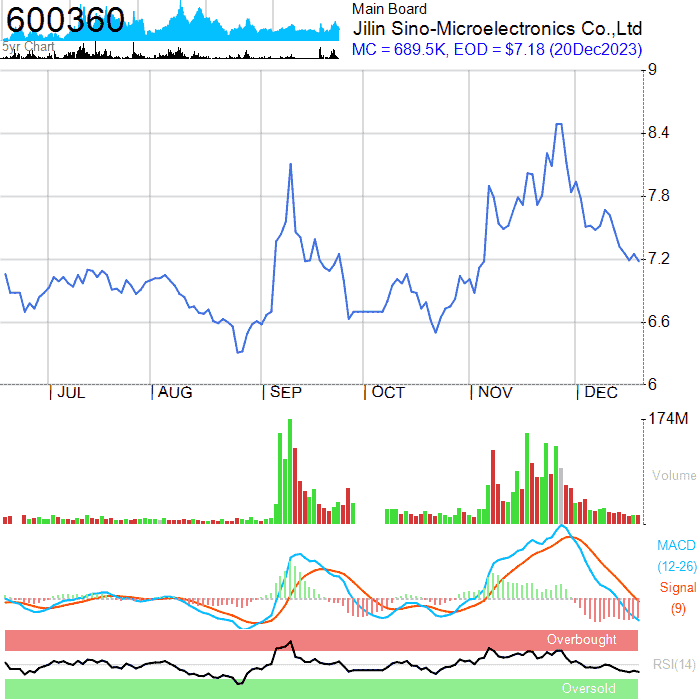 600360
5yr Chart
Main Board
Jilin Sino-Microelectronics Co.,Ltd
MC = 689.5K, EOD = $7.18 (20Dec2023)
9
8.4
7.8
7.2
6.6
6
JUL
AUG
SEP
OCT
NOV
DEC
174M
Volume
MACD
(12-26)
Signal
(9)
Overbought
RSI(14)
Oversold